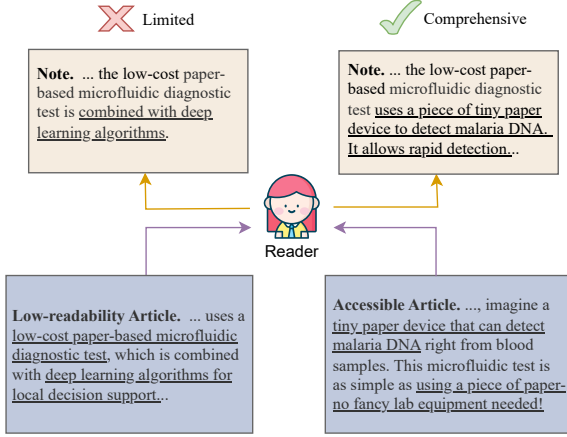 Limited
Comprehensive
Note. ... the low-cost paper-
based microfluidic diagnostic
test is combined with deep
learning algorithms.
Note. ... the low-cost paper-
based microfluidic diagnostic
test uses a piece of tiny paper
device to detect malaria DNA.
It allows rapid detection...
Reader
Low-readability Article. ... uses a
low-cost paper-based microfluidic
diagnostic test, which is combined
with deep learning algorithms for
local decision support...
Accessible Article. ..., imagine a
tiny paper device that can detect
malaria DNA right from blood
samples. This microfluidic test is
as simple as using a piece of paper-
no fancy lab equipment needed!